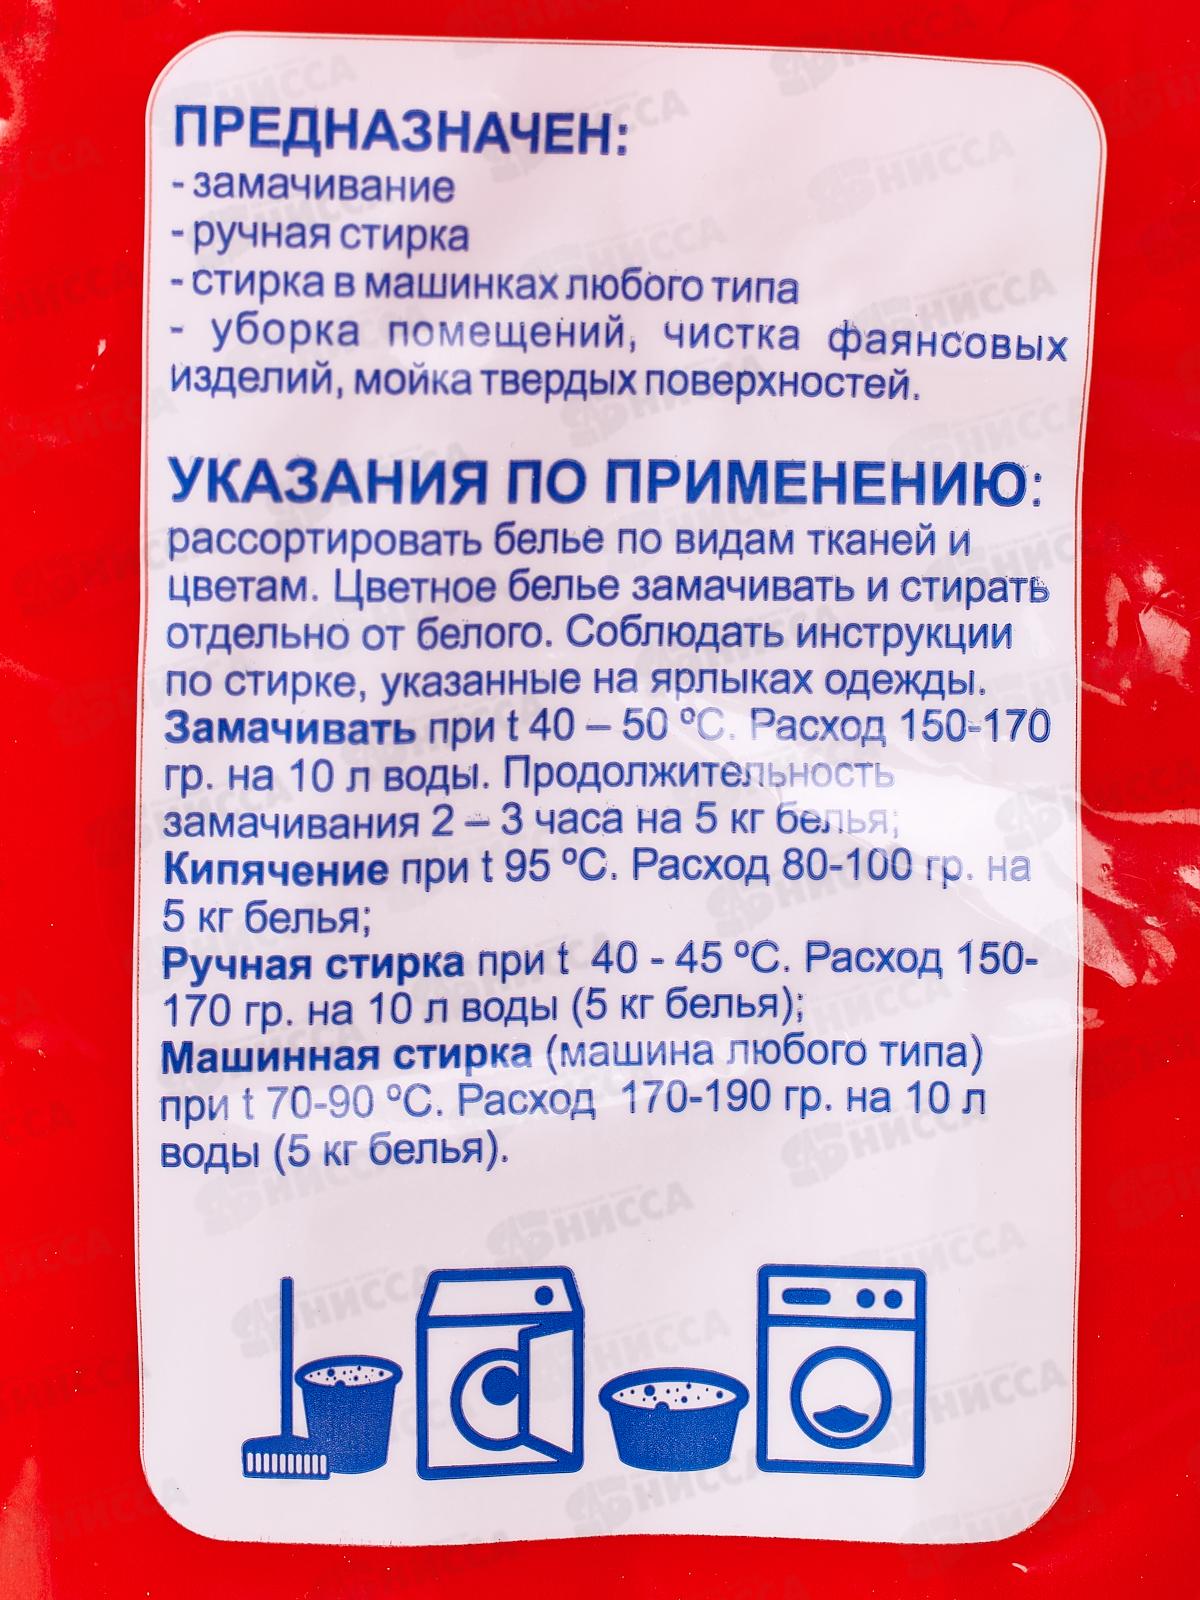 ПРЕДНАЗНАЧЕН:
- замачивание
- ручная стирка
- стирка в машинках любого типа
- уборка помещений, чистка фаянсовых
изделий, мойка твердых поверхностей.
УКАЗАНИЯ ПО ПРИМЕНЕНИЮ:
рассортировать белье по видам тканей и
цветам. Цветное белье замачивать и стирать
отдельно от белого. Соблюдать инструкции
по стирке, указанные на ярлыках одежды.
Замачивать при t 40 – 50 ºС. Расход 150-170
гр. на 10 л воды. Продолжительность
замачивания 2 – 3 часа на 5 кг белья;
Кипячение при t 95 ºС. Расход 80-100 гр. на
5 кг белья;
Ручная стирка при t 40 - 45 ºС. Расход 150-
170 гр. на 10 л воды (5 кг белья);
Машинная стирка (машина любого типа)
при t 70-90 ºС. Расход 170-190 гр. на 10 л
воды (5 кг белья).